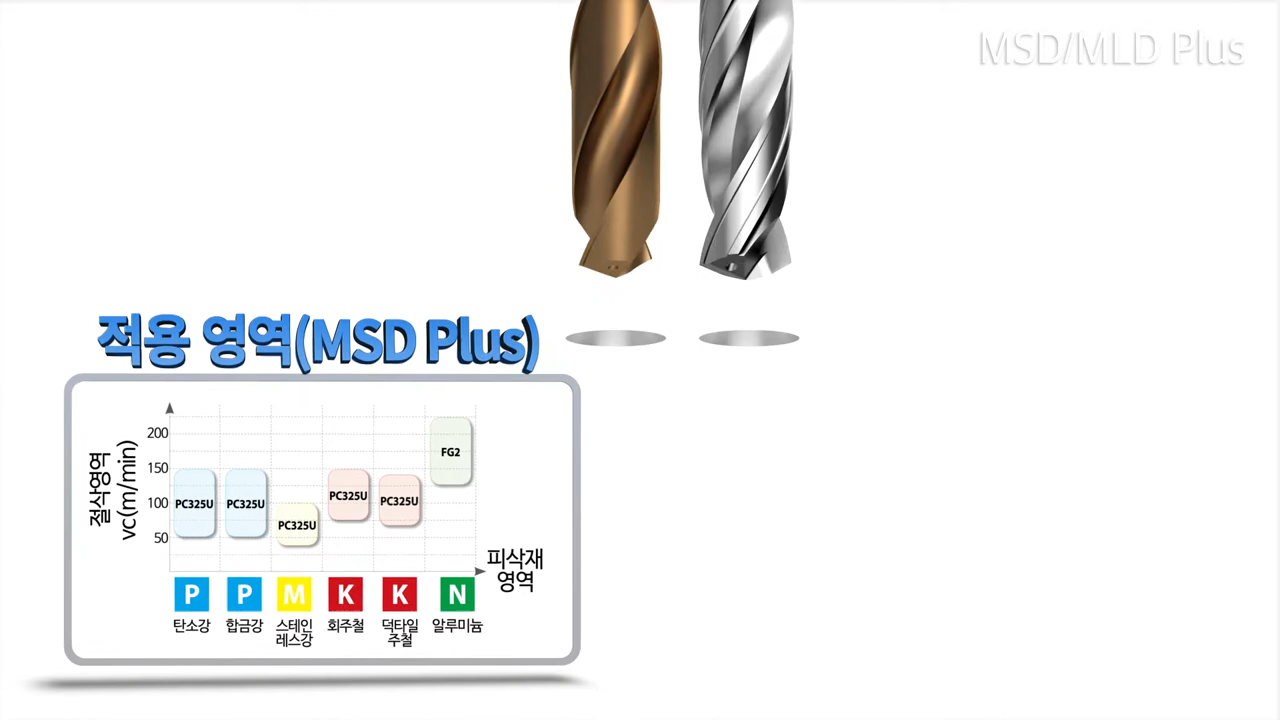 MSD/MLD Plus
적용 영역(MSD Plus)
절삭영역
vc(m/min)
200
150
100
50
PC325U
PC325U
PC325U
PC325U
PC325U
FG2
피삭재
영역
P
P
M
K
K
N
탄소강
합금강
스테인
레스강
회주철
덕타일
주철
알루미늄